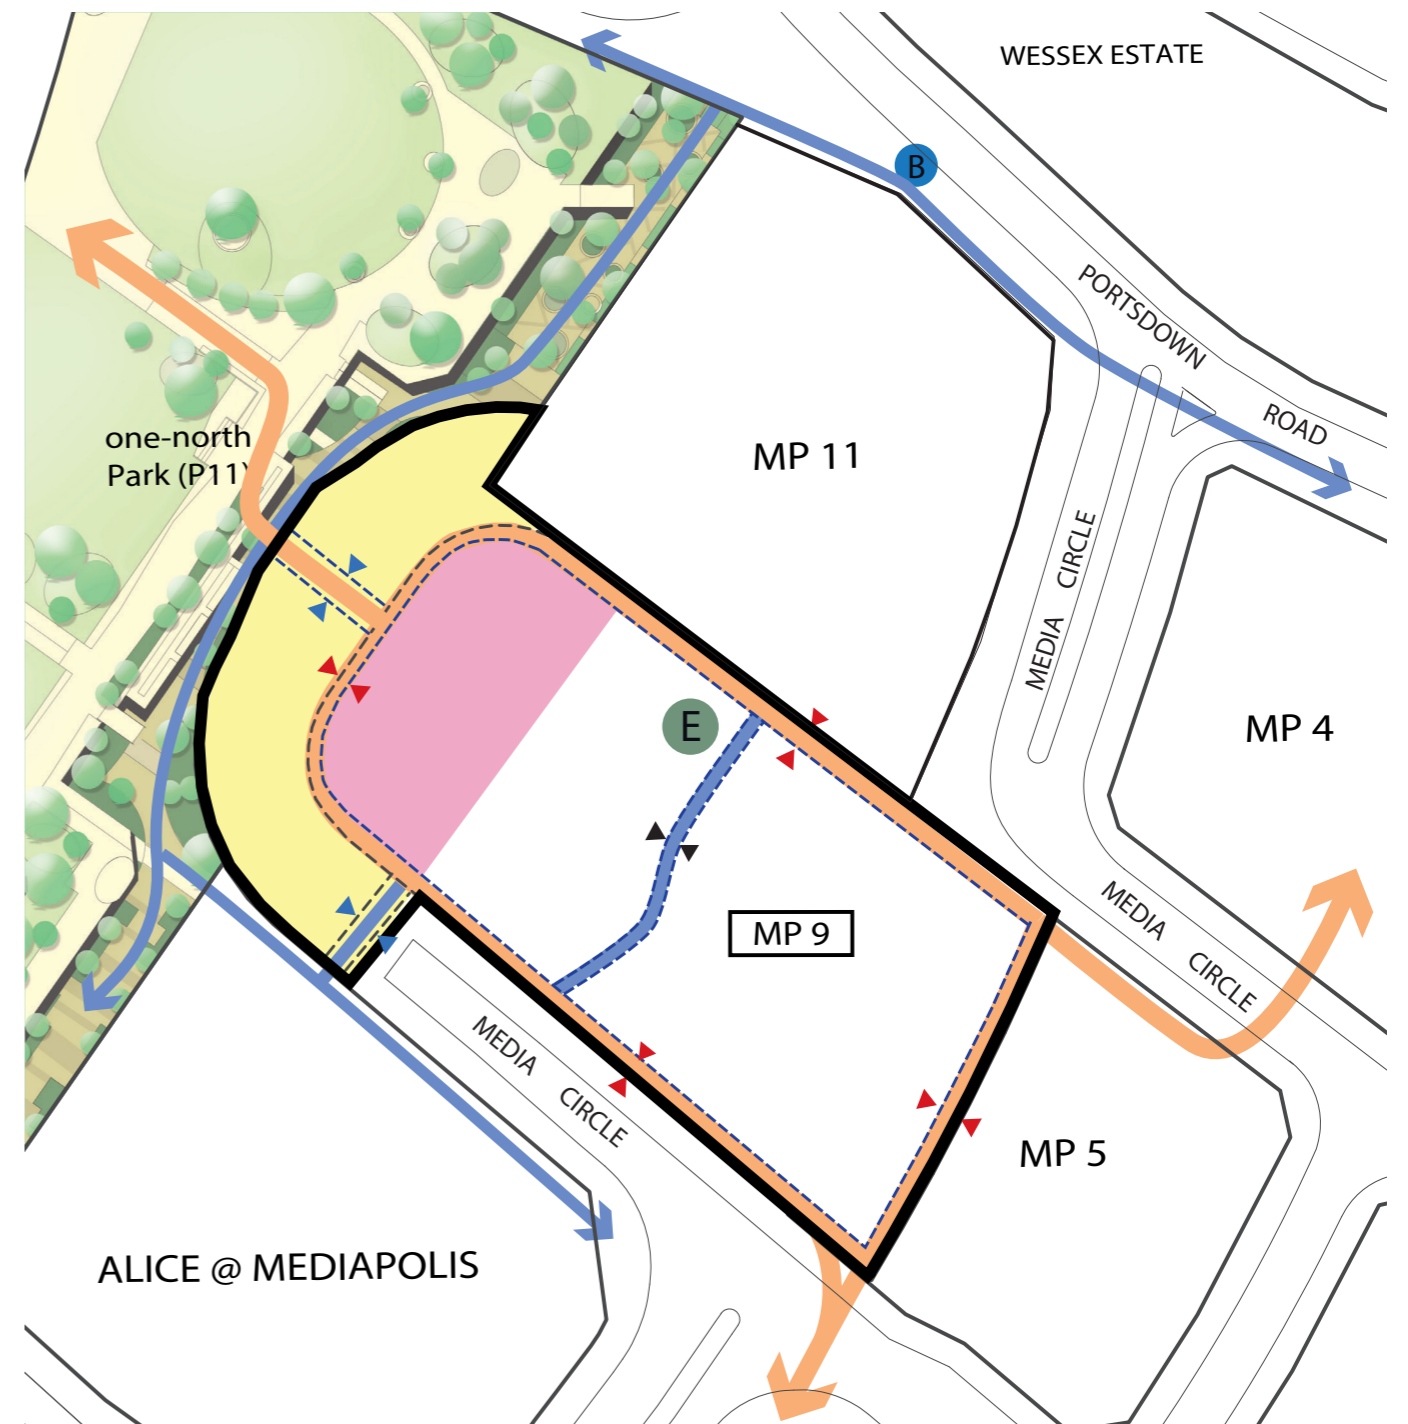 WESSEX ESTATE
B
PORTSDOWN
ROAD
one-north
Park (P11)
MP 11
MEDIA CIRCLE
E
MP 4
MP 9
MEDIA
CIRCLE
MEDIA
CIRCLE
MP 5
ALICE @ MEDIAPOLIS